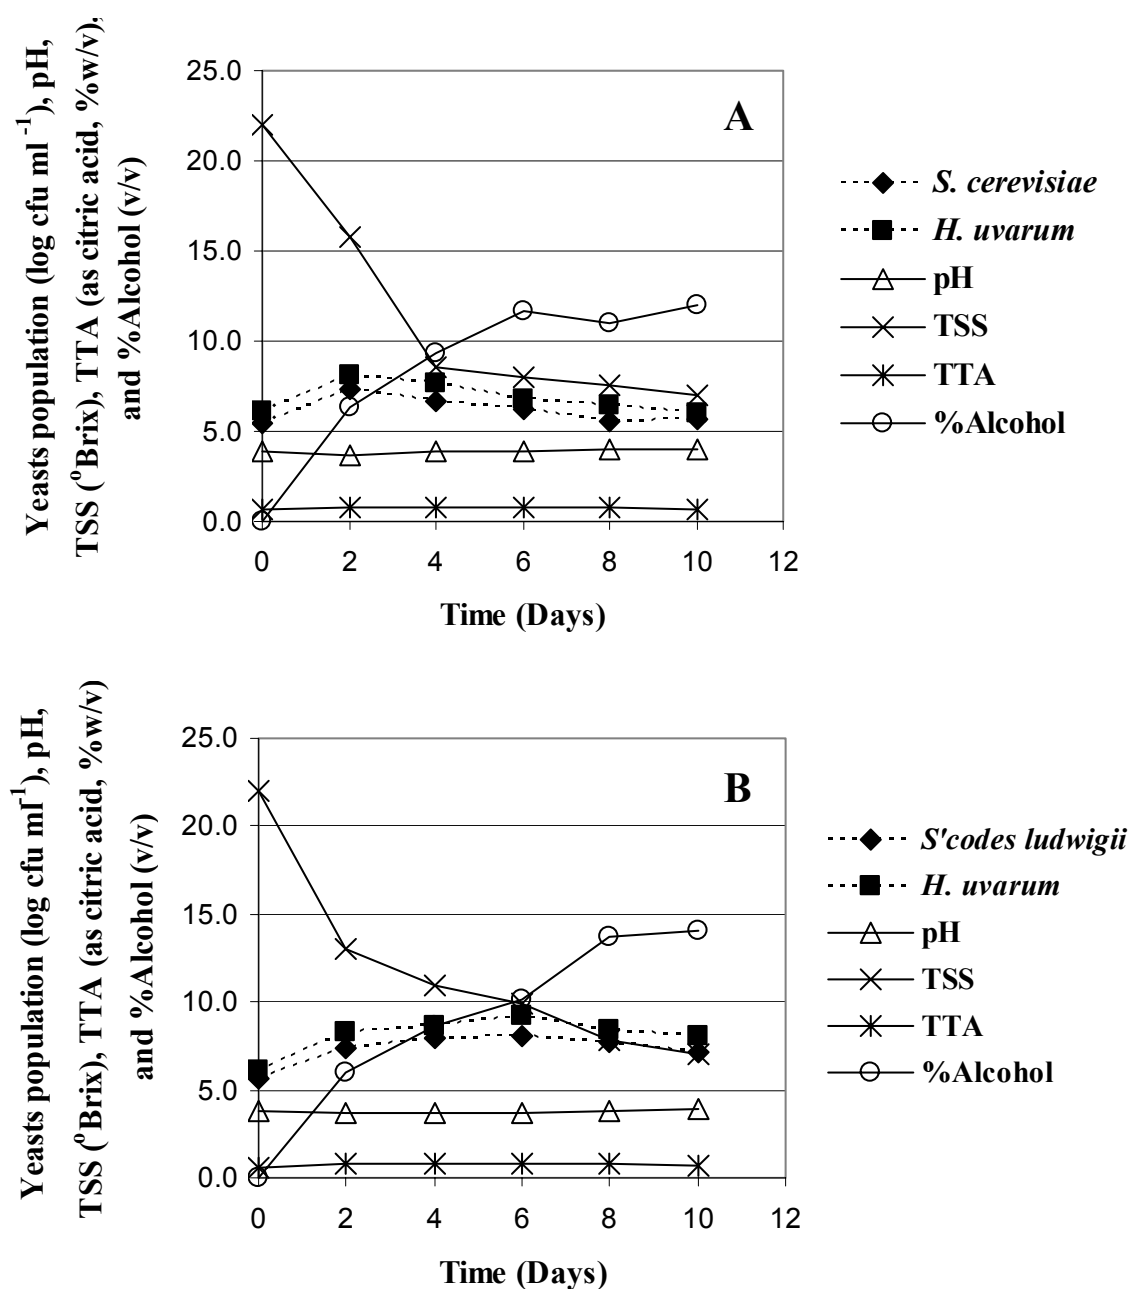 Yeasts population (log cfu ml -1), pH,
TSS (oBrix), TTA (as citric acid, %w/v),
and %Alcohol (v/v)
25.0
20.0
15.0
10.0
5.0
0.0
A
0 2 4 6 8 10 12
Time (Days)
S. cerevisiae
H. uvarum
pH
TSS
TTA
%Alcohol
Yeasts population (log cfu ml-1), pH,
TSS (oBrix), TTA (as citric acid, %w/v)
and %Alcohol (v/v)
25.0
20.0
15.0
10.0
5.0
0.0
B
0 2 4 6 8 10 12
Time (Days)
S'codes ludwigii
H. uvarum
pH
TSS
TTA
%Alcohol